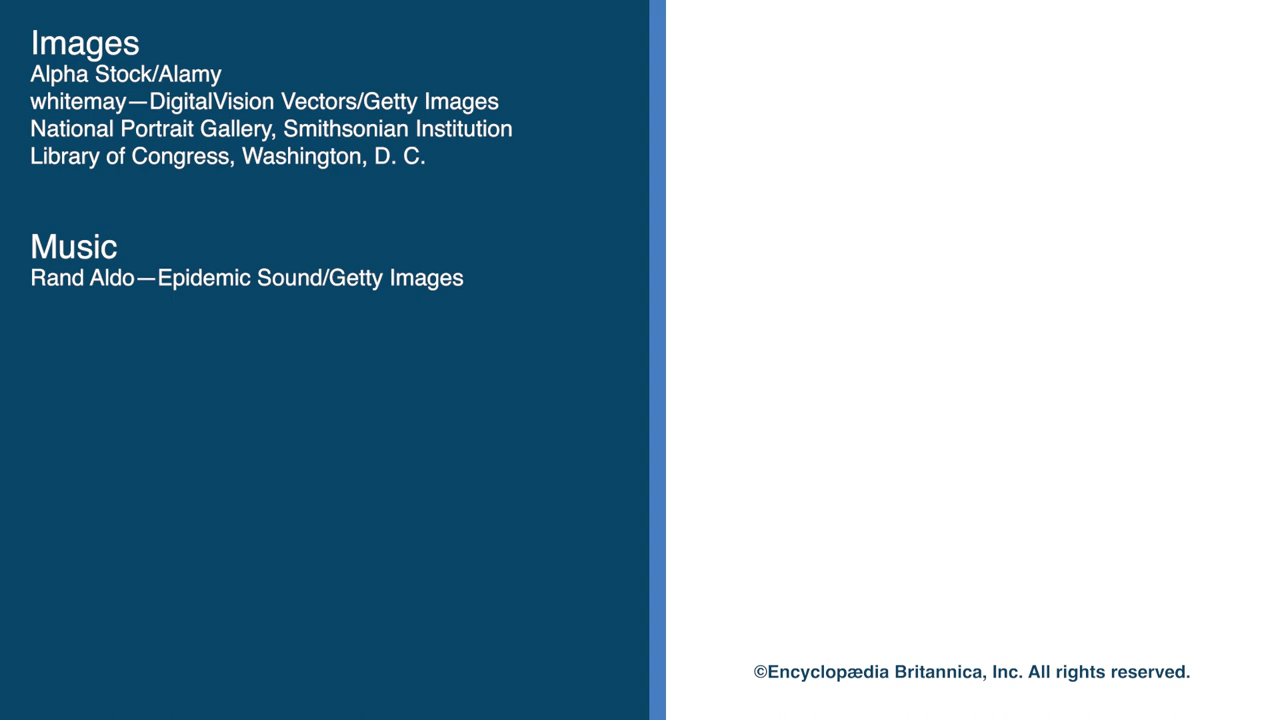 Images
Alpha Stock/Alamy
whitemay—DigitalVision Vectors/Getty Images
National Portrait Gallery, Smithsonian Institution
Library of Congress, Washington, D. C.
Music
Rand Aldo—Epidemic Sound/Getty Images
©Encyclopædia Britannica, Inc. All rights reserved.